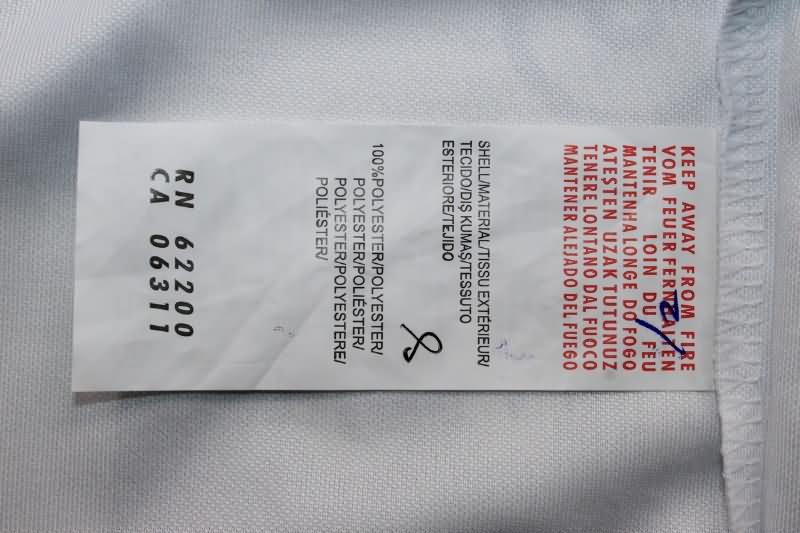 KEEP AWAY FROM FIRE
VOM FEUER FERNHALTEN
TENIR LOIN DU FEU
MANTENHA LONGE DO FOGO
ATEŞTEN UZAK TUTUNUZ
TENERE LONTANO DAL FUOCO
MANTENER ALEJADO DEL FUEGO
SHELL/MATERIAL/TISSU EXTÉRIEUR/
TECIDO/DIŞ KUMAŞ/TESSUTO
ESTERIORE/TEJIDO
100%POLYESTER/POLYESTER/
POLYESTER/POLIÉSTER/
POLYESTER/POLYESTERE/
POLIÉSTER/
RN 62200
CA 06311